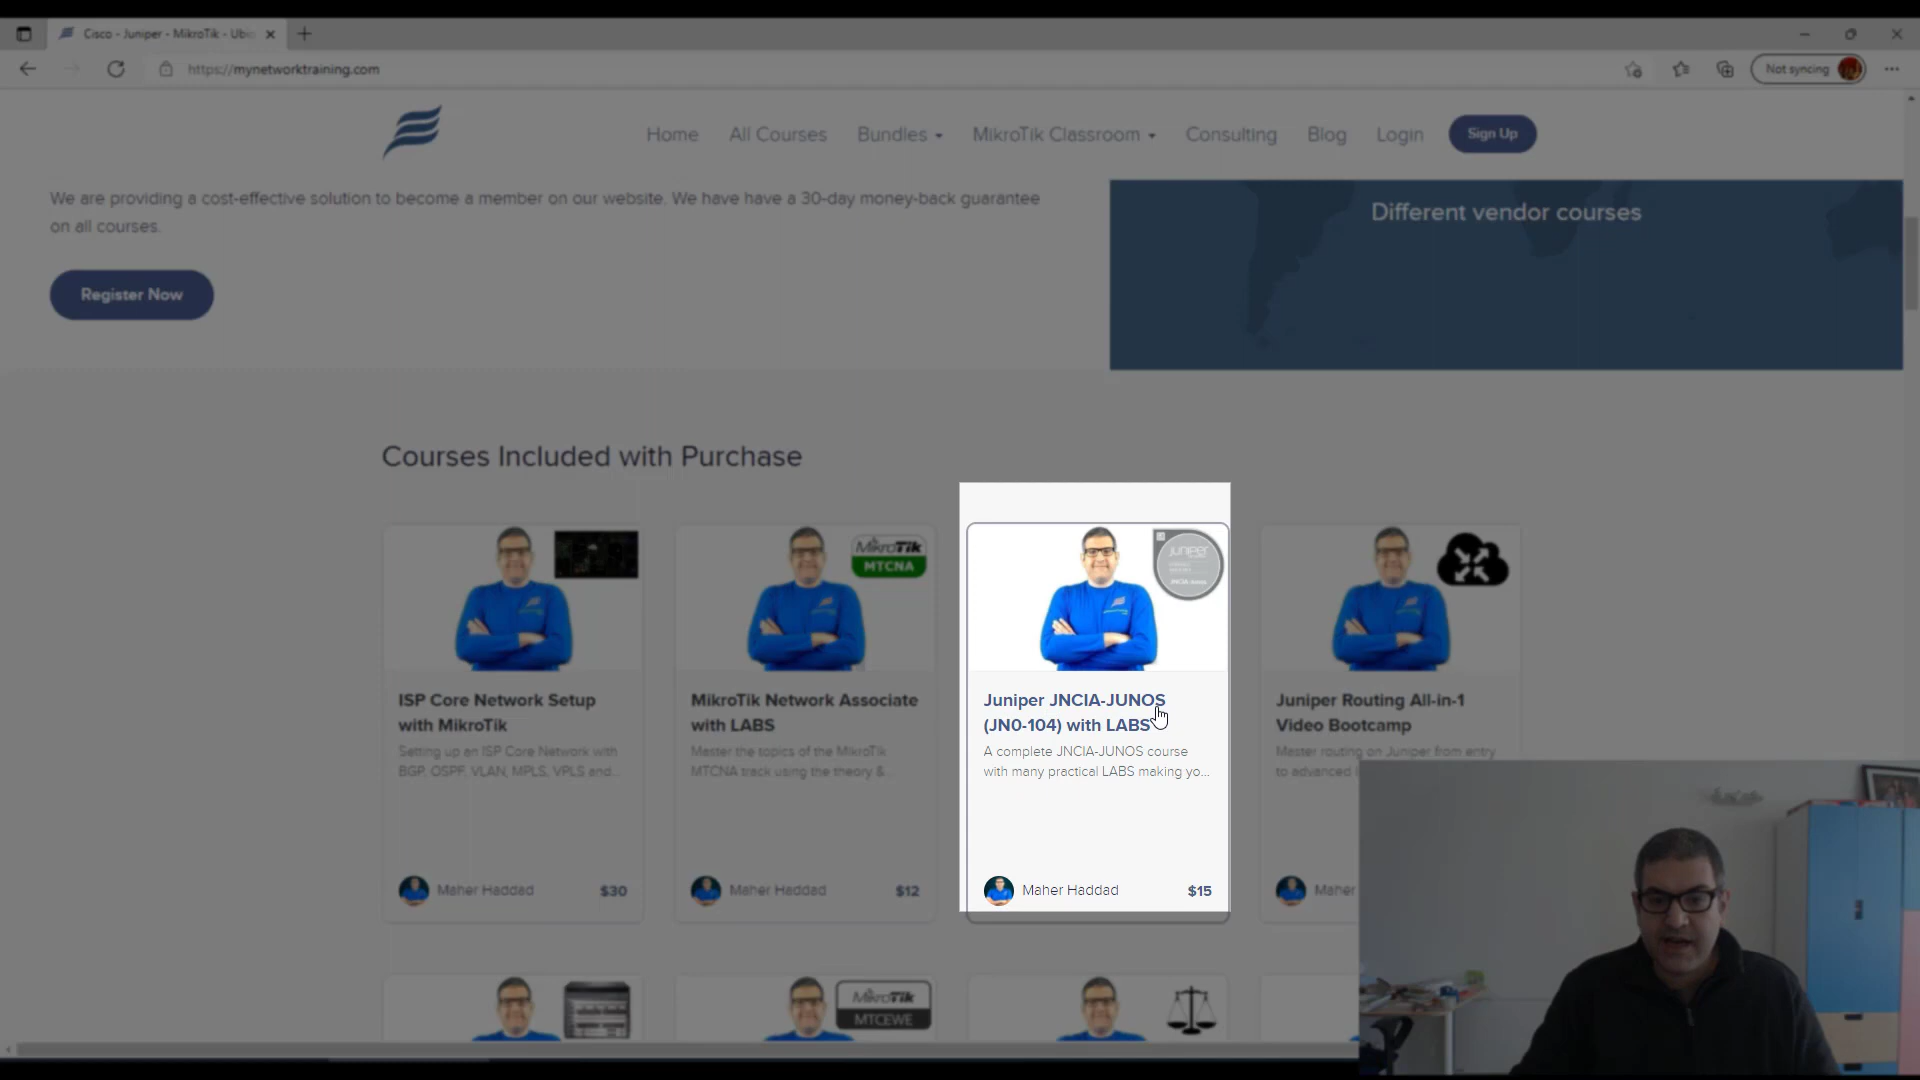 Cisco - Juniper - MikroTik - Ubi
https://mynetworktraining.com
Not syncing
Home
All Courses
Bundles
MikroTik Classroom
Consulting
Blog
Login
Sign Up
We are providing a cost-effective solution to become a member on our website. We have have a 30-day money-back guarantee
on all courses.
Register Now
Different vendor courses
Courses Included with Purchase
MikroTik
MTCNA
JUNIPER
JNCIA Junos
ISP Core Network Setup
with MikroTik
Setting up an ISP Core Network with
BGP, OSPF, VLAN, MPLS, VPLS and...
Maher Haddad
$30
MikroTik Network Associate
with LABS
Master the topics of the MikroTik
MTCNA track using the theory &...
Maher Haddad
$12
Juniper JNCIA-JUNOS
(JN0-104) with LABS
A complete JNCIA-JUNOS course
with many practical LABS making yo...
Maher Haddad
$15
Juniper Routing All-in-1
Video Bootcamp
Master routing on Juniper from entry
to advanced
Maher
MikroTik
MTCEWE